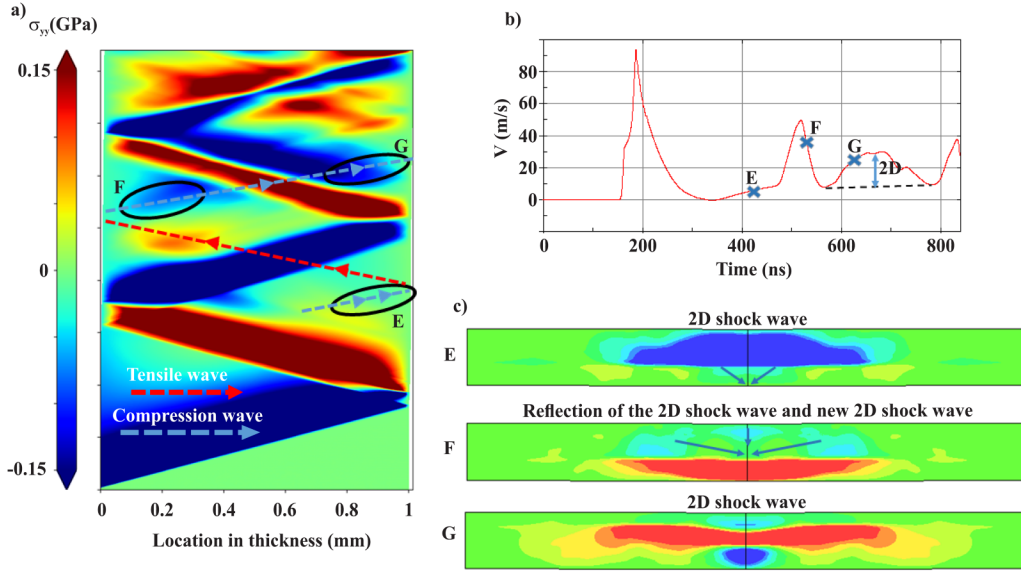 a)
σyy(GPa)
0.15
0
-0.15
G
F
E
Tensile wave
Compression wave
0 0.2 0.4 0.6 0.8 1
Location in thickness (mm)
b)
V (m/s)
100
80
60
40
20
0
E
F
G
2D
0 200 400 600 800
Time (ns)
c)
2D shock wave
E
Reflection of the 2D shock wave and new 2D shock wave
F
2D shock wave
G